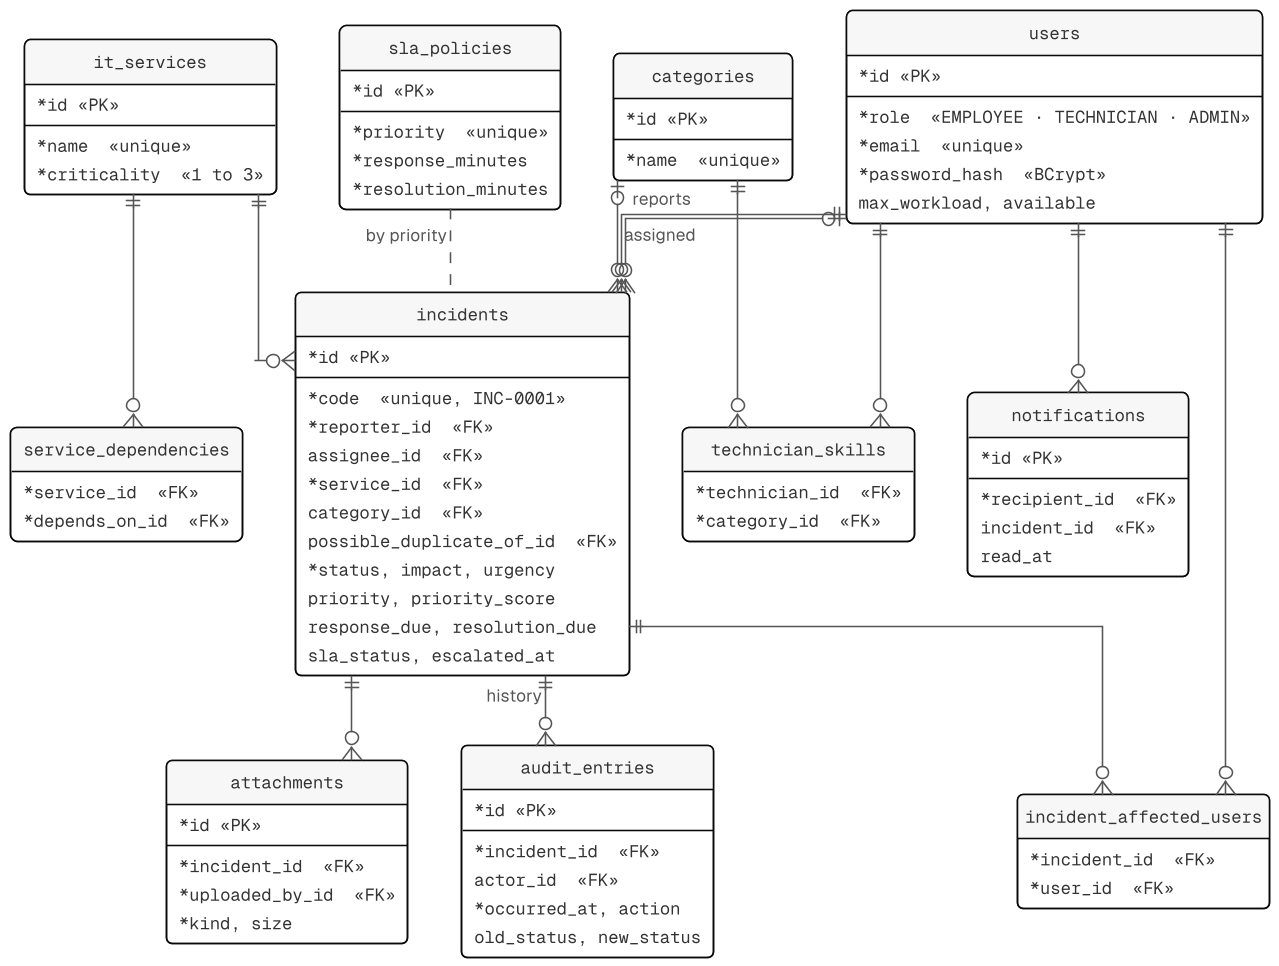 it_services
*id «PK»
*name «unique»
*criticality «1 to 3»
sla_policies
*id «PK»
*priority «unique»
*response_minutes
*resolution_minutes
categories
*id «PK»
*name «unique»
users
*id «PK»
*role «EMPLOYEE · TECHNICIAN · ADMIN»
*email «unique»
*password_hash «BCrypt»
max_workload, available
by priority
reports
assigned
incidents
*id «PK»
*code «unique, INC-0001»
*reporter_id «FK»
assignee_id «FK»
*service_id «FK»
category_id «FK»
possible_duplicate_of_id «FK»
*status, impact, urgency
priority, priority_score
response_due, resolution_due
sla_status, escalated_at
service_dependencies
*service_id «FK»
*depends_on_id «FK»
technician_skills
*technician_id «FK»
*category_id «FK»
notifications
*id «PK»
*recipient_id «FK»
incident_id «FK»
read_at
history
attachments
*id «PK»
*incident_id «FK»
*uploaded_by_id «FK»
*kind, size
audit_entries
*id «PK»
*incident_id «FK»
actor_id «FK»
*occurred_at, action
old_status, new_status
incident_affected_users
*incident_id «FK»
*user_id «FK»